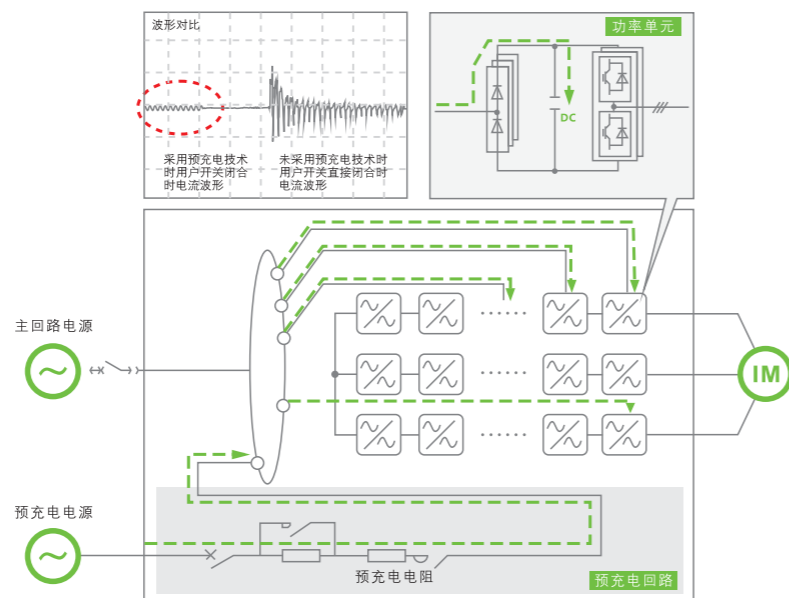 波形对比
采用预充电技术
时用户开关闭合
时电流波形
未采用预充电技术时
用户开关直接闭合时
电流波形
功率单元
DC
主回路电源
IM
预充电电源
预充电电阻
预充电回路